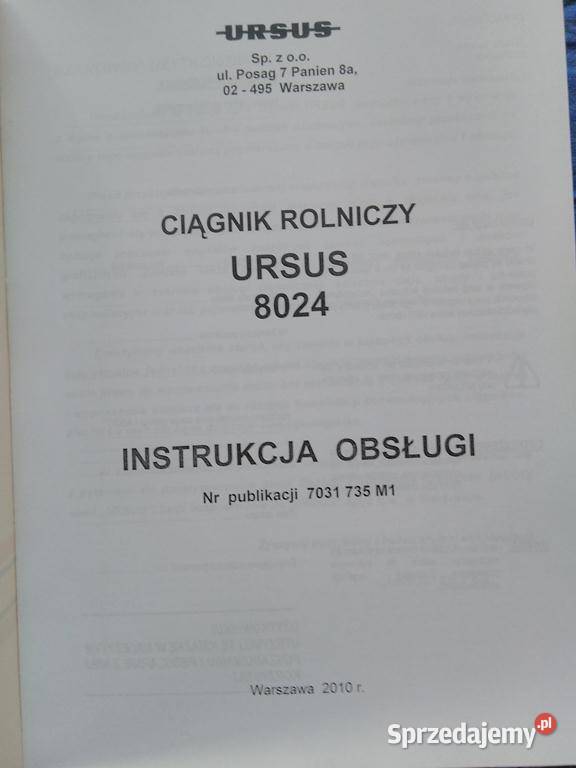 URSUS
Sp. z o.o.
ul. Posag 7 Panien 8a,
02 - 495 Warszawa
CIĄGNIK ROLNICZY
URSUS
8024
INSTRUKCJA OBSŁUGI
Nr publikacji 7031 735 M1
Warszawa 2010 r.
Sprzedajemy.pl